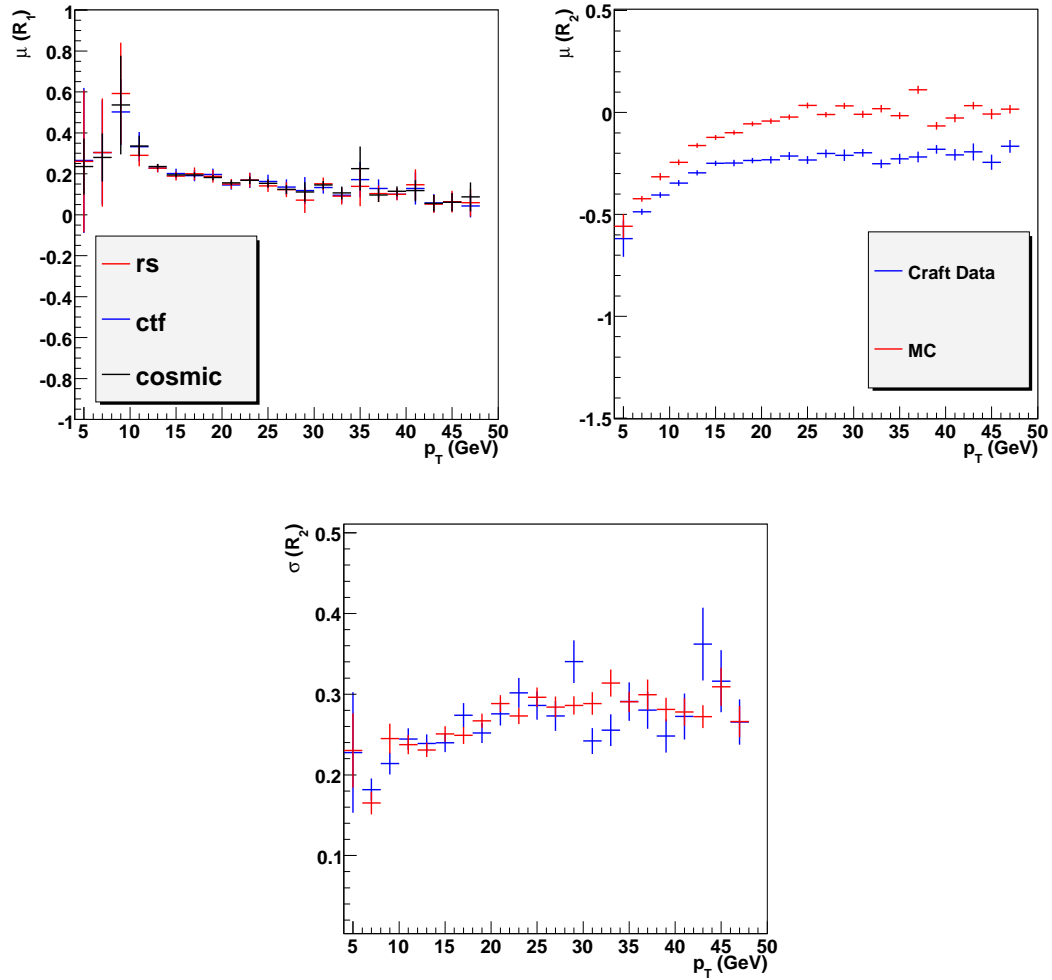 μ (R1)
1
0.8
0.6
0.4
0.2
0
-0.2
-0.4
-0.6
-0.8
-1
rs
ctf
cosmic
5 10 15 20 25 30 35 40 45 50
pT (GeV)
μ (R2)
0.5
0
-0.5
-1
-1.5
Craft Data
MC
5 10 15 20 25 30 35 40 45 50
pT (GeV)
σ (R2)
0.5
0.4
0.3
0.2
0.1
5 10 15 20 25 30 35 40 45 50
pT (GeV)